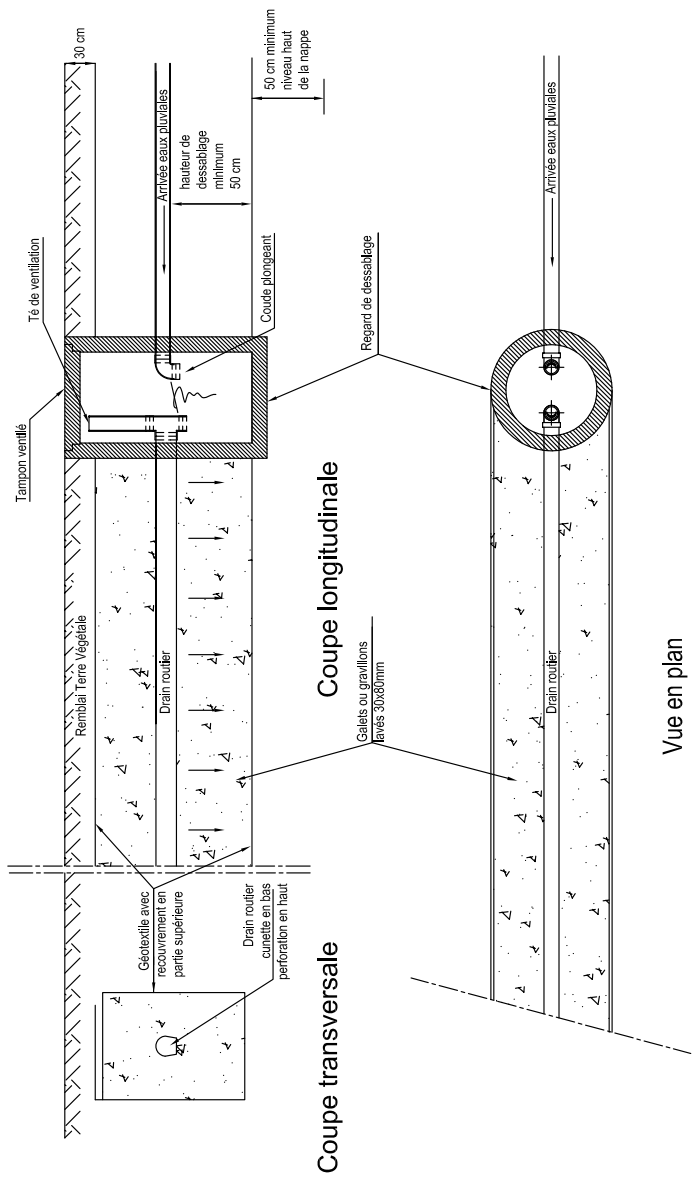 Tampon ventilé
Té de ventilation
30 cm
Remblai Terre Végétale
Arrivée eaux pluviales
hauteur de
dessablage
minimum
50 cm
50 cm minimum
niveau haut
de la nappe
Coude plongeant
Drain routier
Géotextile avec
recouvrement en
partie supérieure
Drain routier
cunette en bas
perforation en haut
Coupe transversale
Coupe longitudinale
Galets ou gravillons
lavés 30x80mm
Regard de dessablage
Arrivée eaux pluviales
Drain routier
Vue en plan